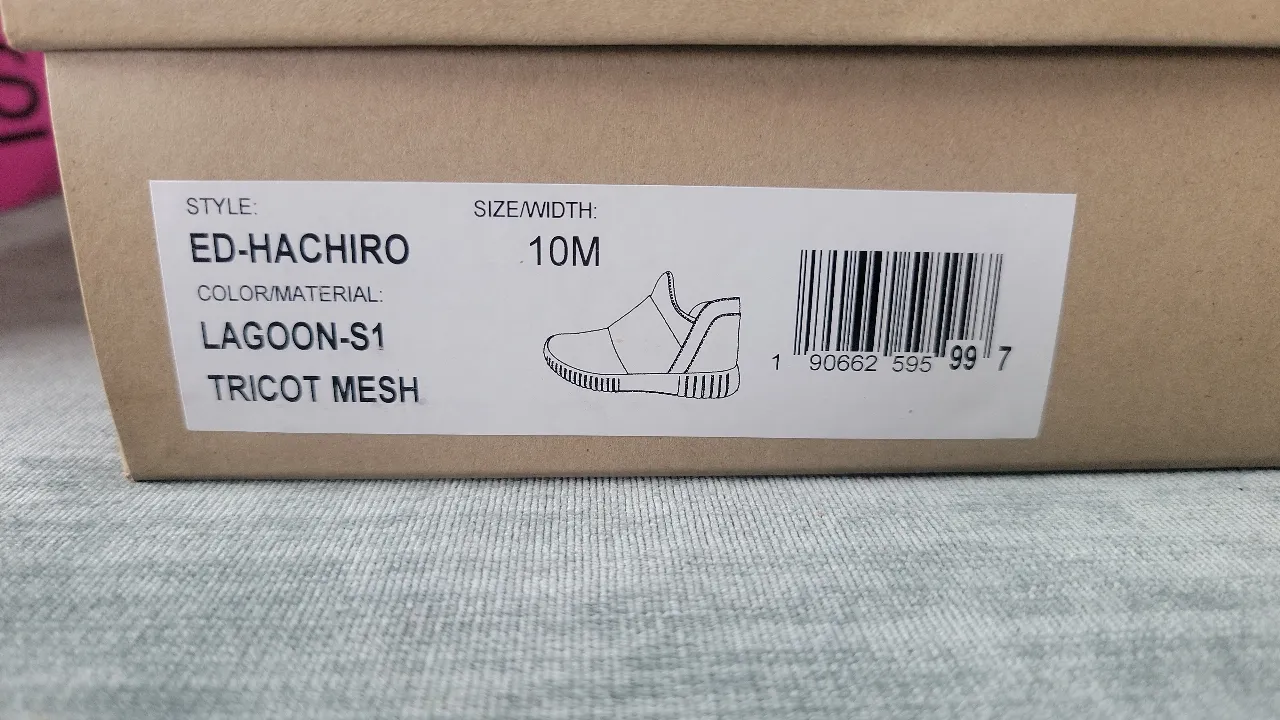 STYLE:
SIZE/WIDTH:
ED-HACHIRO
10M
COLOR/MATERIAL:
LAGOON-S1
TRICOT MESH
1 90662 595 99 7